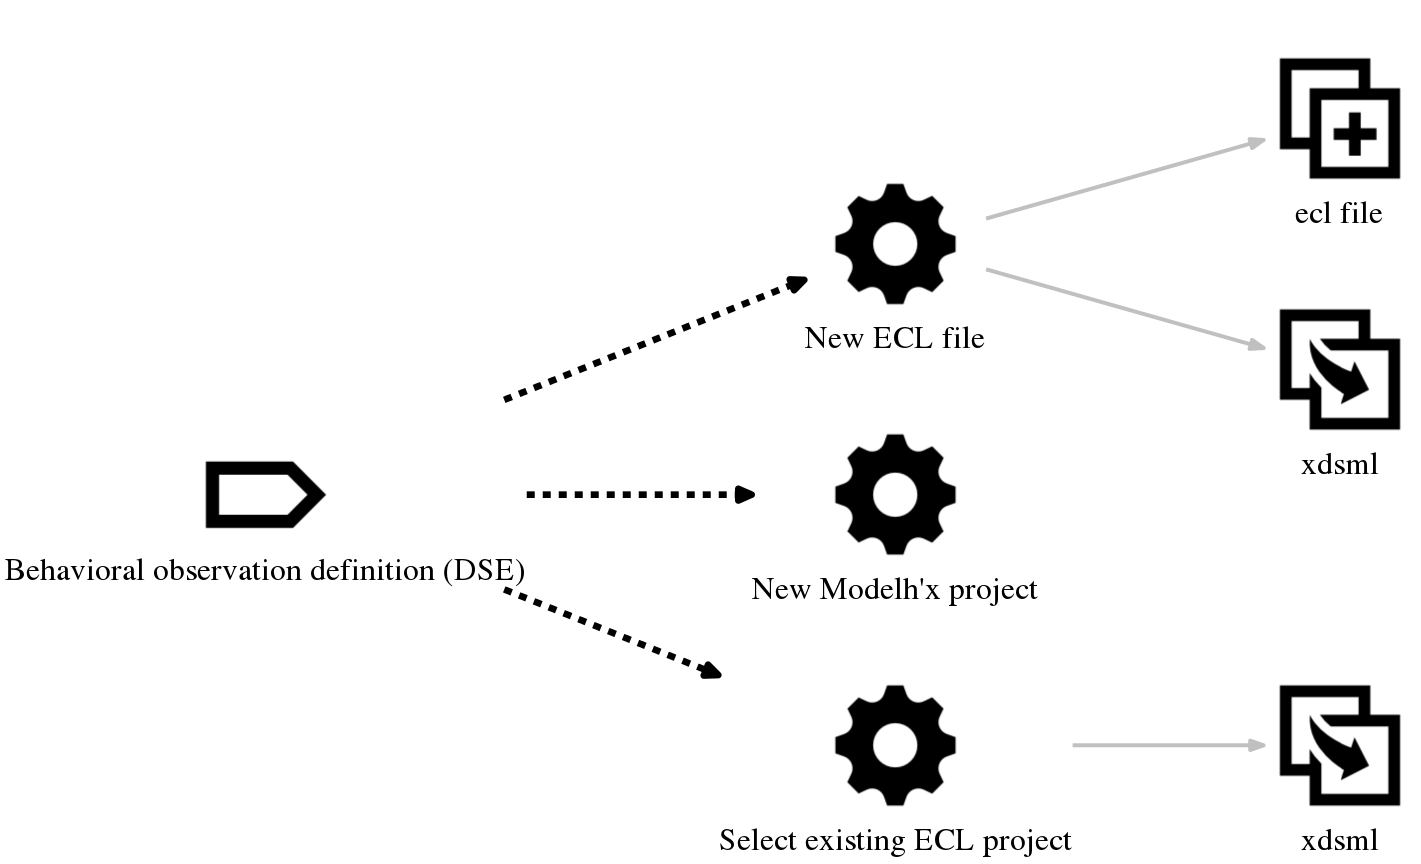 ecl file
New ECL file
xdsml
Behavioral observation definition (DSE)
New Modelh'x project
Select existing ECL project
xdsml